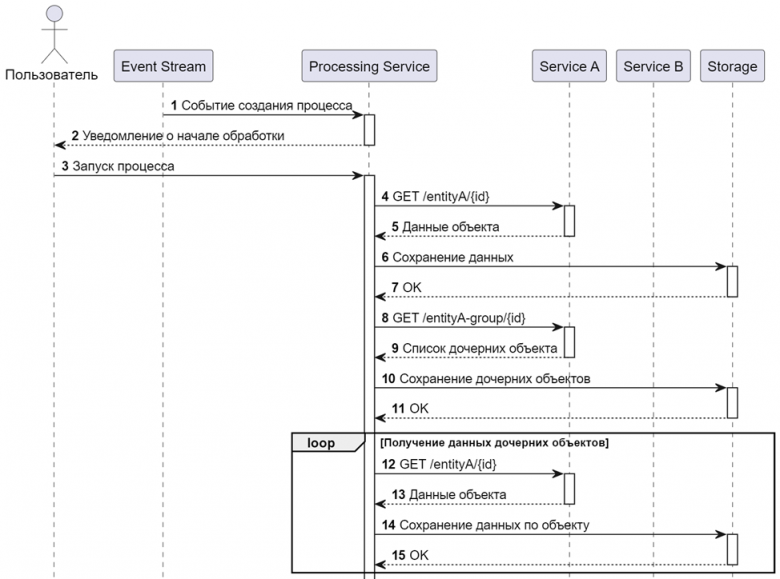 Пользователь
Event Stream
Processing Service
Service A
Service B
Storage
1 Событие создания процесса
2 Уведомление о начале обработки
3 Запуск процесса
4 GET /entityA/{id}
5 Данные объекта
6 Сохранение данных
7 OK
8 GET /entityA-group/{id}
9 Список дочерних объекта
10 Сохранение дочерних объектов
11 OK
loop
[Получение данных дочерних объектов]
12 GET /entityA/{id}
13 Данные объекта
14 Сохранение данных по объекту
15 OK